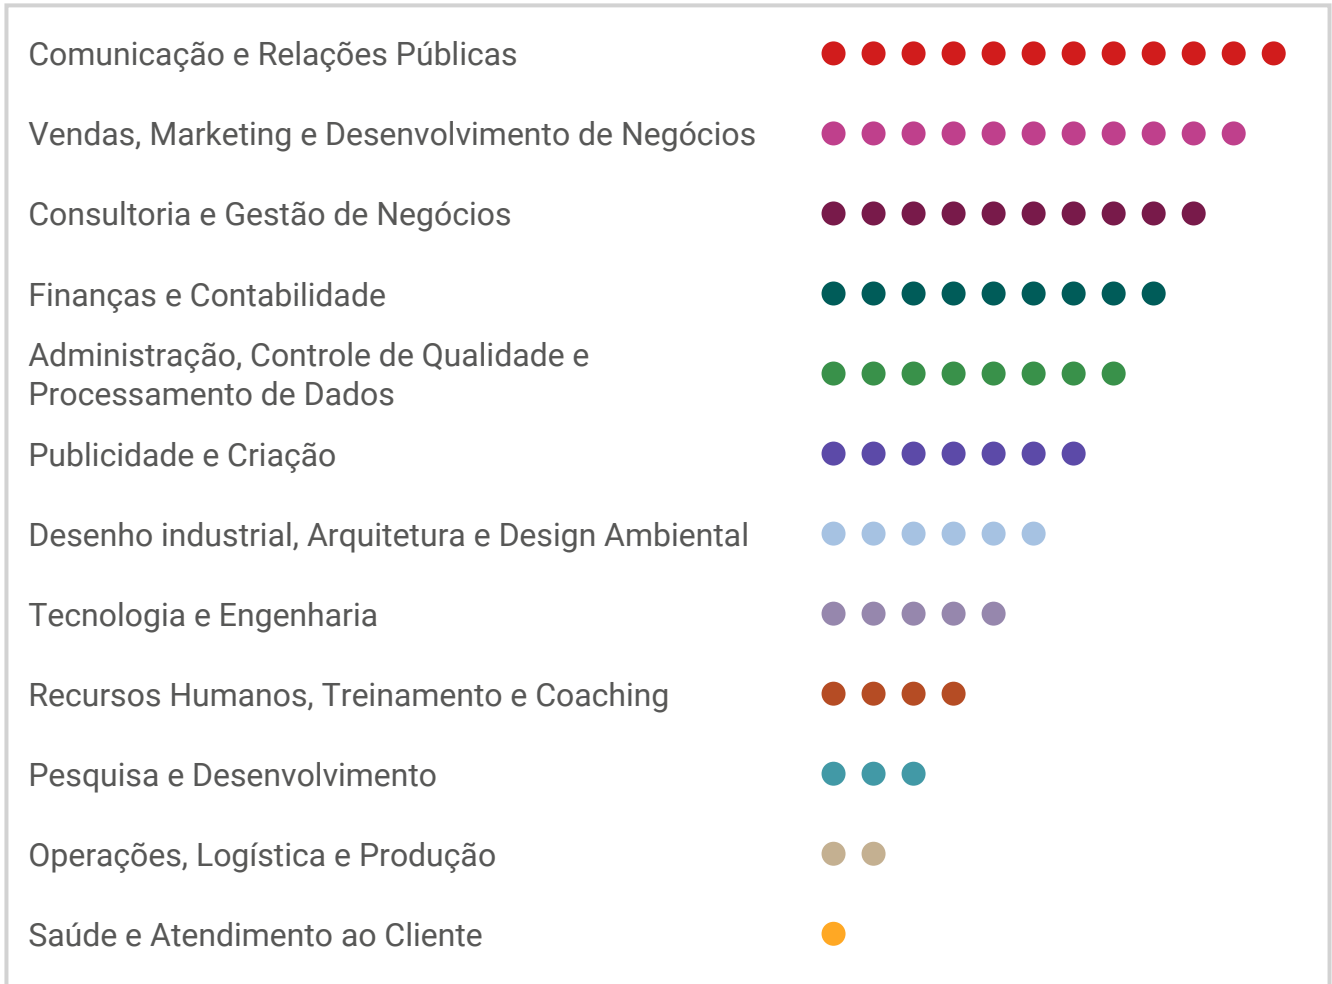 Comunicação e Relações Públicas
Vendas, Marketing e Desenvolvimento de Negócios
Consultoria e Gestão de Negócios
Finanças e Contabilidade
Administração, Controle de Qualidade e
Processamento de Dados
Publicidade e Criação
Desenho industrial, Arquitetura e Design Ambiental
Tecnologia e Engenharia
Recursos Humanos, Treinamento e Coaching
Pesquisa e Desenvolvimento
Operações, Logística e Produção
Saúde e Atendimento ao Cliente